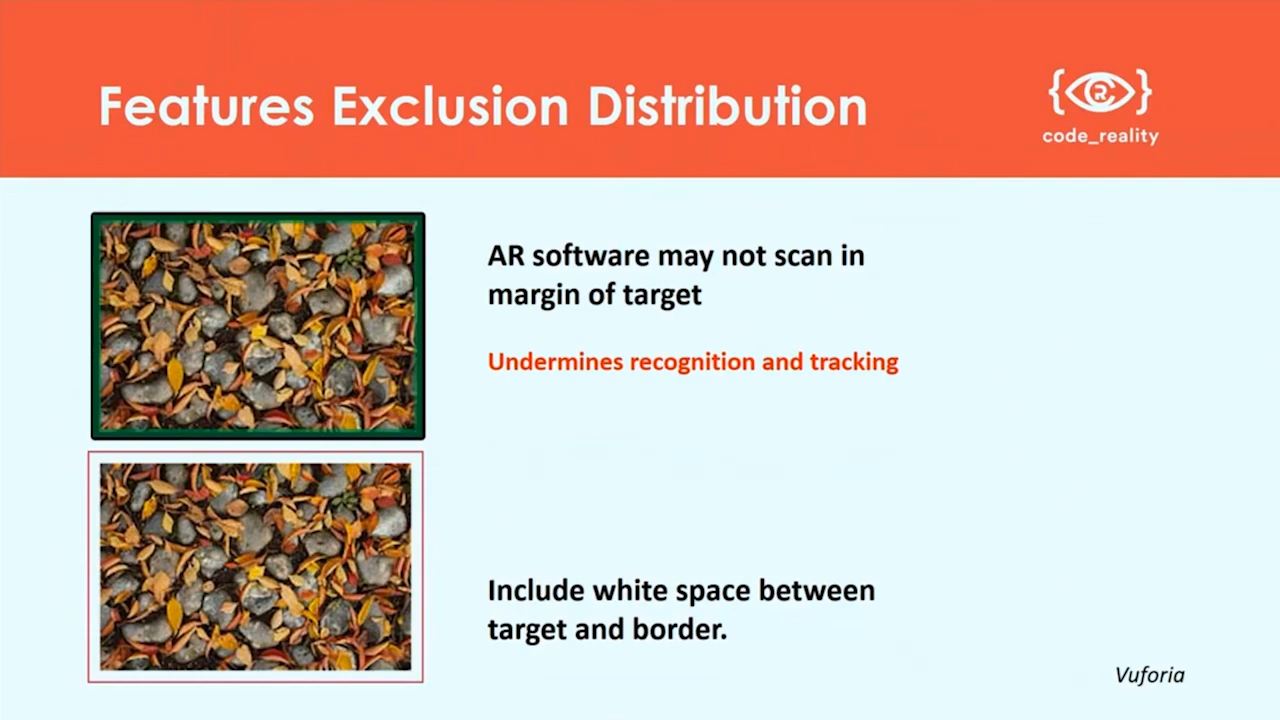 Features Exclusion Distribution
code_reality
AR software may not scan in
margin of target
Undermines recognition and tracking
Include white space between
target and border.
Vuforia